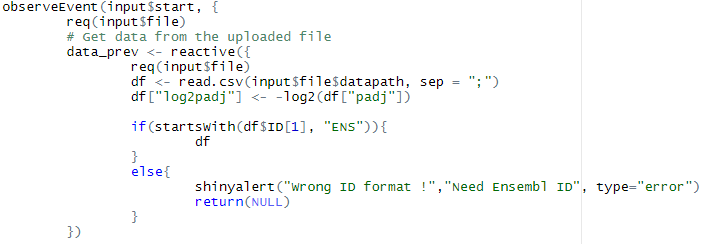 observeEvent(input$start, {
        req(input$file)
        # Get data from the uploaded file
        data_prev <- reactive({
                req(input$file)
                df <- read.csv(input$file$datapath, sep = ";")
                df["log2padj"] <- -log2(df["padj"])

                if(startsWith(df$ID[1], "ENS")){
                        df
                }
                else{
                        shinyalert("Wrong ID format !","Need Ensembl ID", type="error")
                        return(NULL)
                }
        })